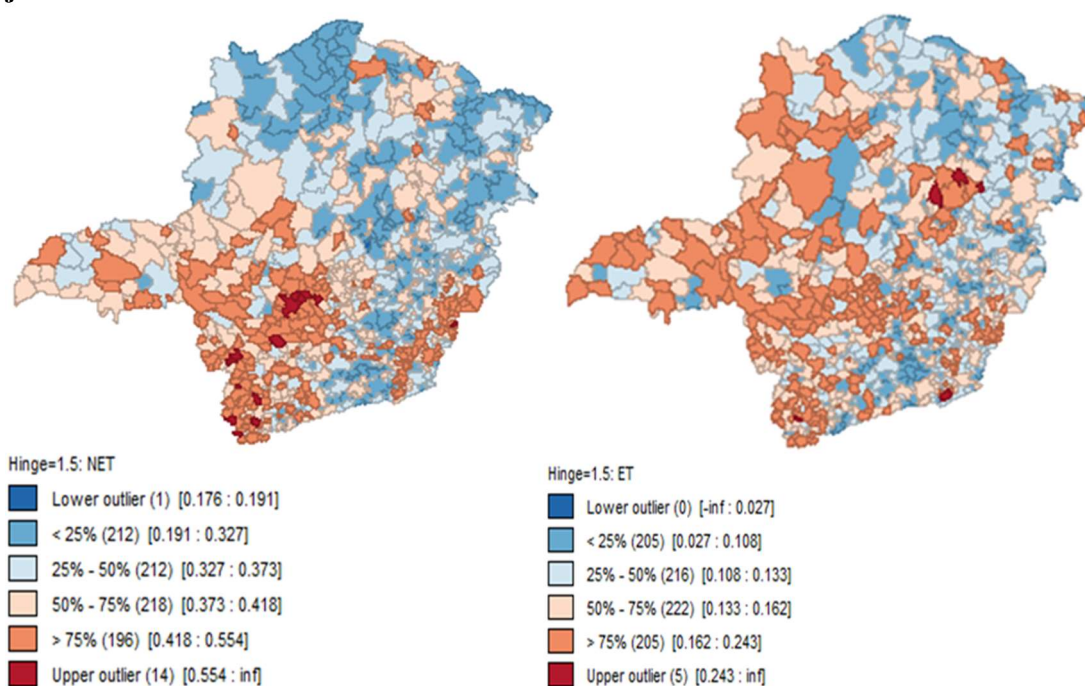 Hinge=1.5: NET
Lower outlier (1) [0.176 : 0.191]
< 25% (212) [0.191 : 0.327]
25% - 50% (212) [0.327 : 0.373]
50% - 75% (218) [0.373 : 0.418]
> 75% (196) [0.418 : 0.554]
Upper outlier (14) [0.554 : inf]
Hinge=1.5: ET
Lower outlier (0) [-inf : 0.027]
< 25% (205) [0.027 : 0.108]
25% - 50% (216) [0.108 : 0.133]
50% - 75% (222) [0.133 : 0.162]
> 75% (205) [0.162 : 0.243]
Upper outlier (5) [0.243 : inf]